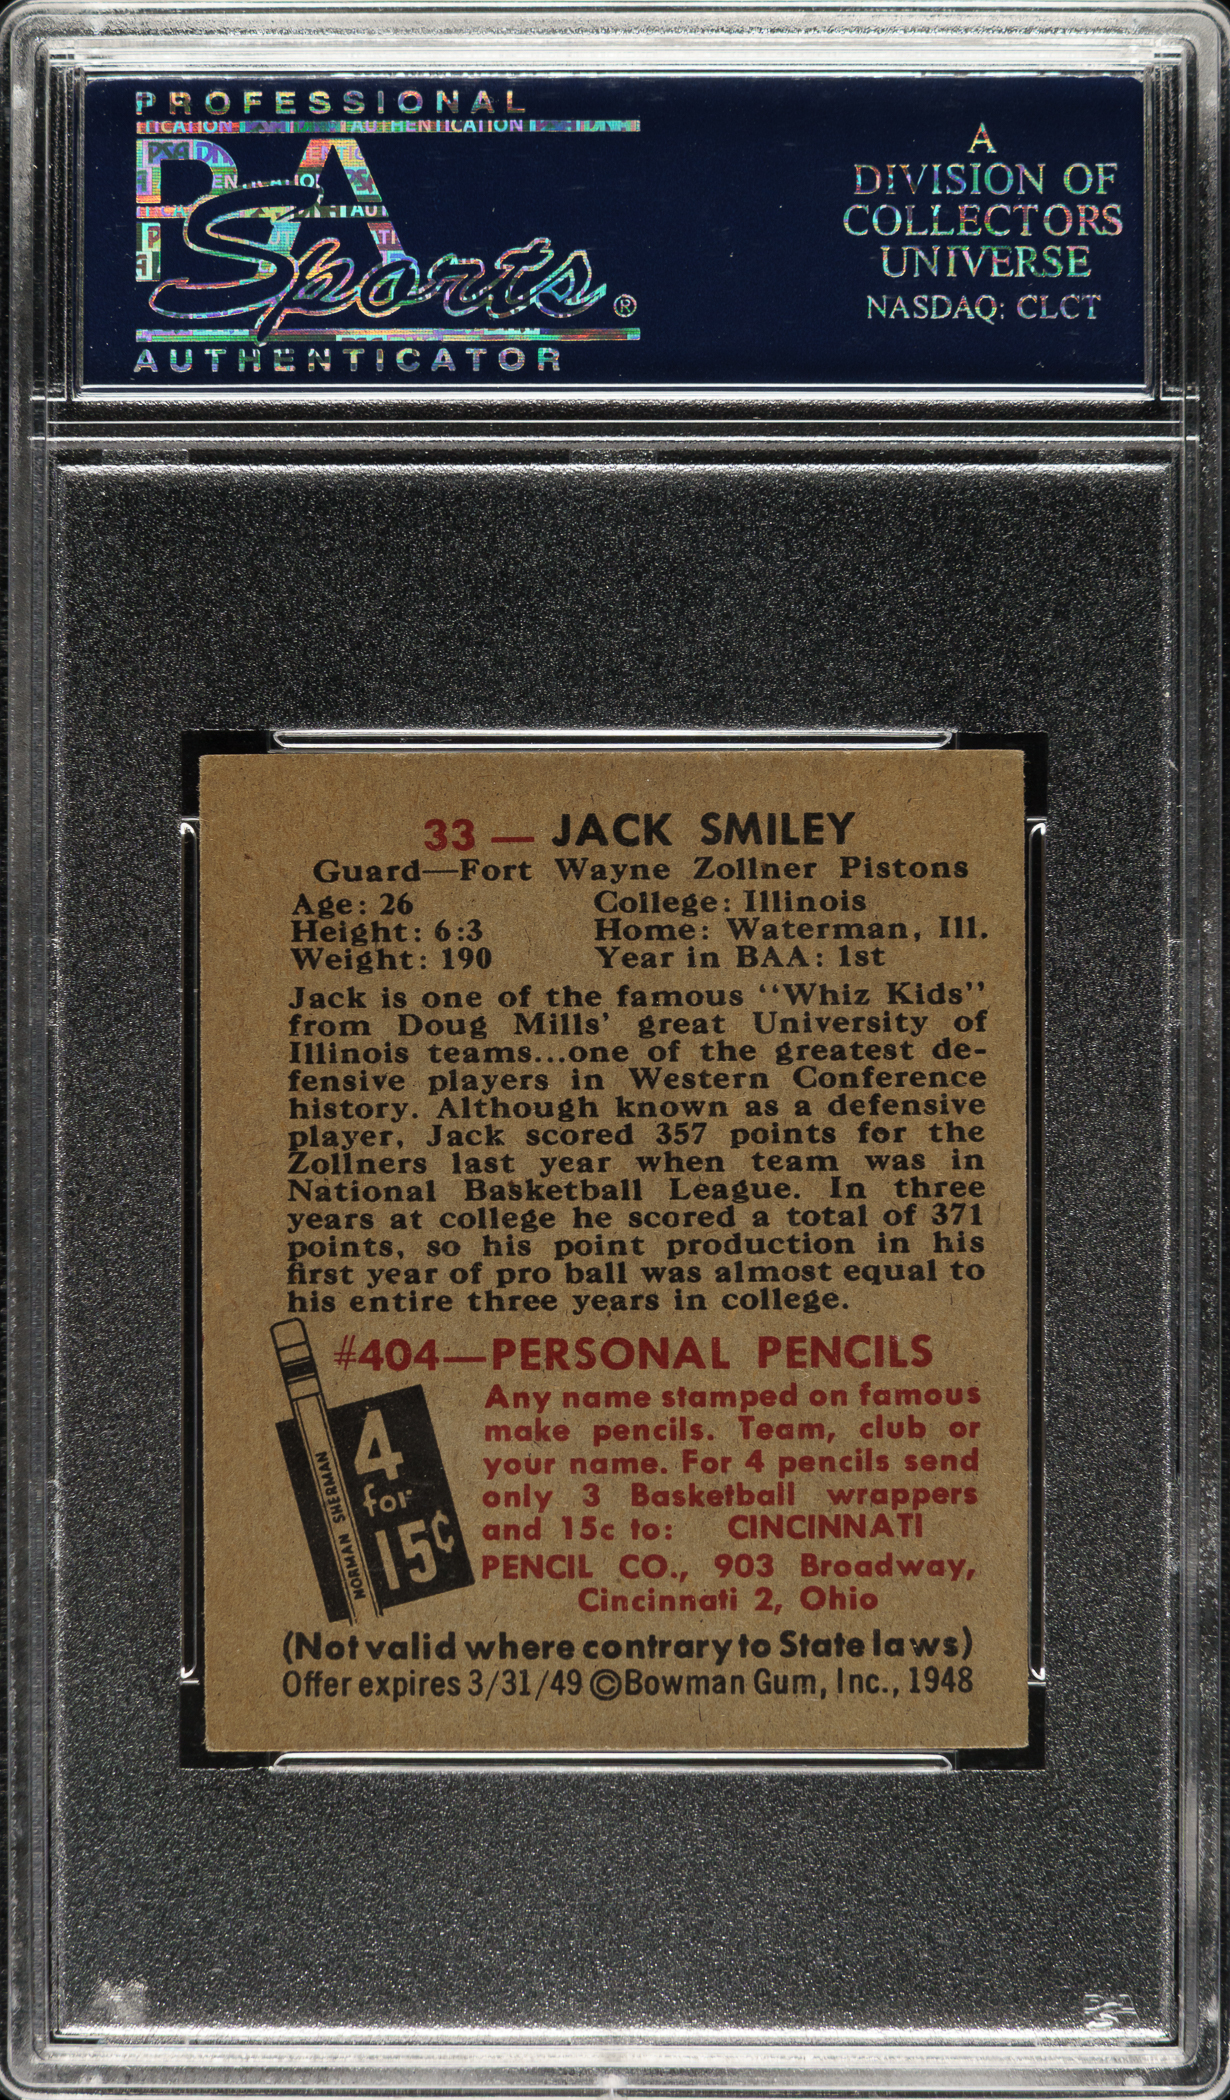 PROFESSIONAL
PSA
Sports®
AUTHENTICATOR
A
DIVISION OF
COLLECTORS
UNIVERSE
NASDAQ: CLCT
33 — JACK SMILEY
Guard—Fort Wayne Zollner Pistons
Age: 26 College: Illinois
Height: 6:3 Home: Waterman, Ill.
Weight: 190 Year in BAA: 1st
Jack is one of the famous "Whiz Kids"
from Doug Mills' great University of
Illinois teams...one of the greatest de-
fensive players in Western Conference
history. Although known as a defensive
player, Jack scored 357 points for the
Zollners last year when team was in
National Basketball League. In three
years at college he scored a total of 371
points, so his point production in his
first year of pro ball was almost equal to
his entire three years in college.
#404—PERSONAL PENCILS
NORMAN SHERMAN
4
for
15¢
Any name stamped on famous
make pencils. Team, club or
your name. For 4 pencils send
only 3 Basketball wrappers
and 15c to: CINCINNATI
PENCIL CO., 903 Broadway,
Cincinnati 2, Ohio
(Not valid where contrary to State laws)
Offer expires 3/31/49 ©Bowman Gum, Inc., 1948